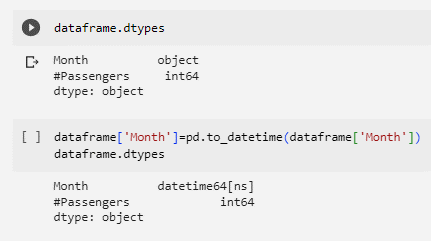 dataframe.dtypes
Month object
#Passengers int64
dtype: object
[ ] dataframe['Month']=pd.to_datetime(dataframe['Month'])
dataframe.dtypes
Month datetime64[ns]
#Passengers int64
dtype: object